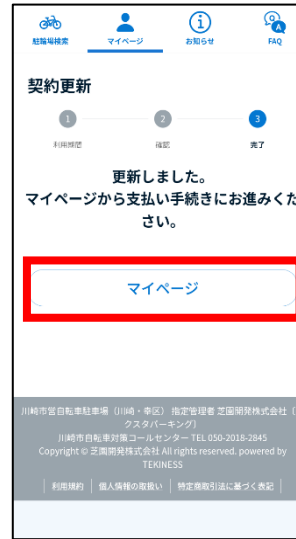 駐輪場検索 マイページ お知らせ FAQ
契約更新
1 2 3
利用期間 確認 完了
更新しました。
マイページから支払い手続きにお進みくだ
さい。
マイページ
川崎市営自転車駐車場（川崎・幸区） 指定管理者 芝園開発株式会社（
クスタパーキング）
川崎市自転車対策コールセンター TEL 050-2018-2845
Copyright © 芝園開発株式会社 All rights reserved. powered by
TEKINESS
利用規約 | 個人情報の取扱い | 特定商取引法に基づく表記 |